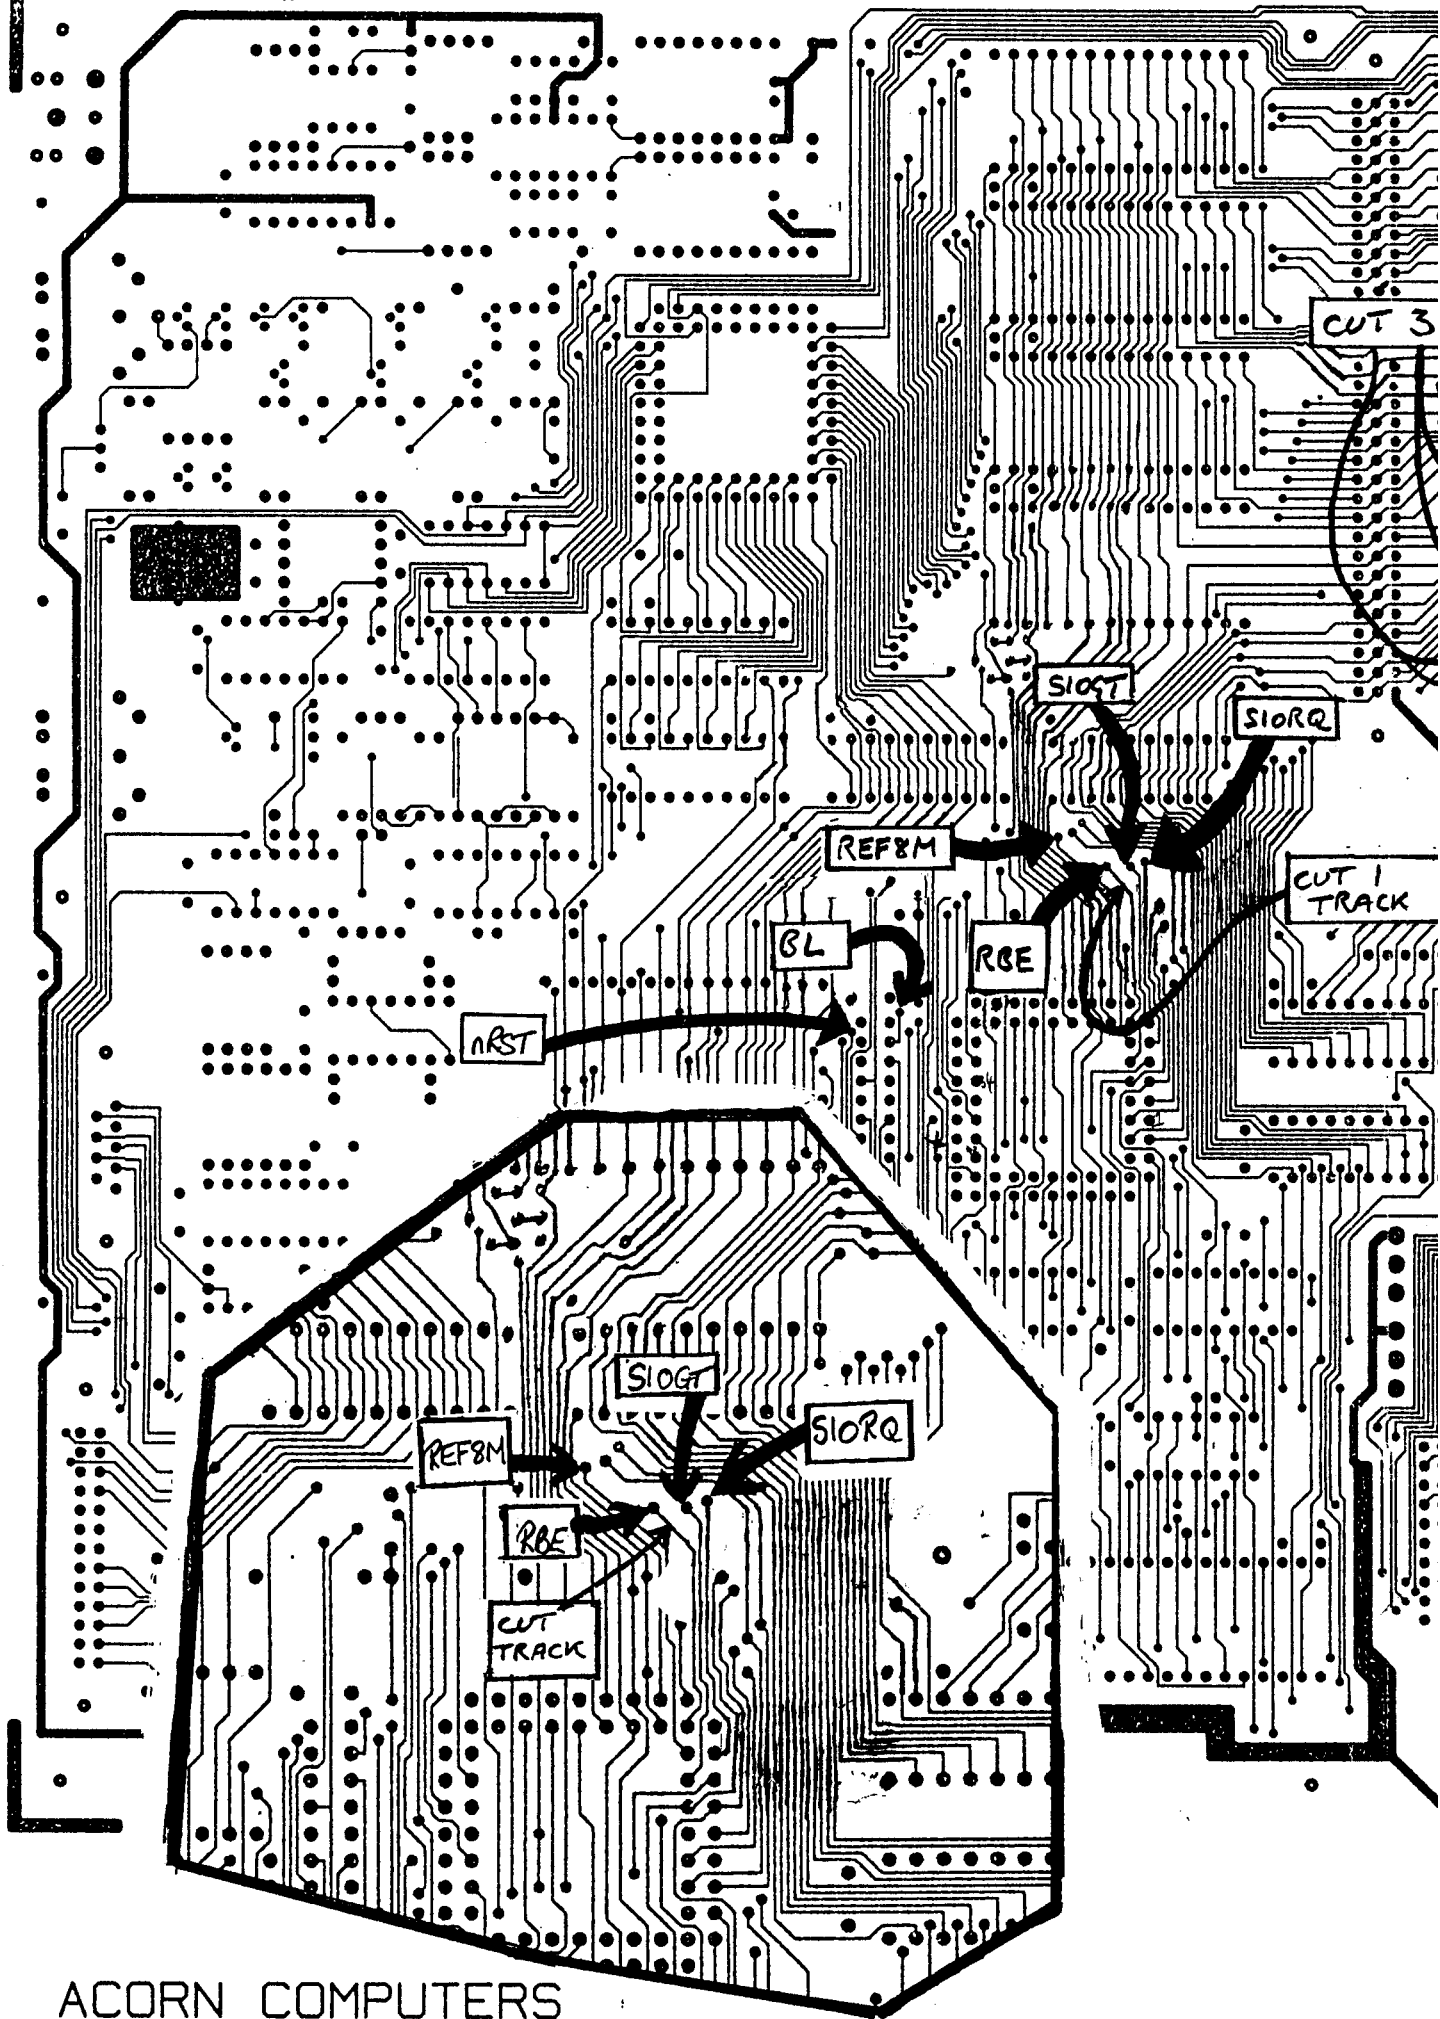 CUT 3
SIOGT
SIORQ
REF8M
CUT 1
TRACK
BL
RBE
nRST
SIOGT
SIORQ
REF8M
RBE
CUT
TRACK
ACORN COMPUTERS